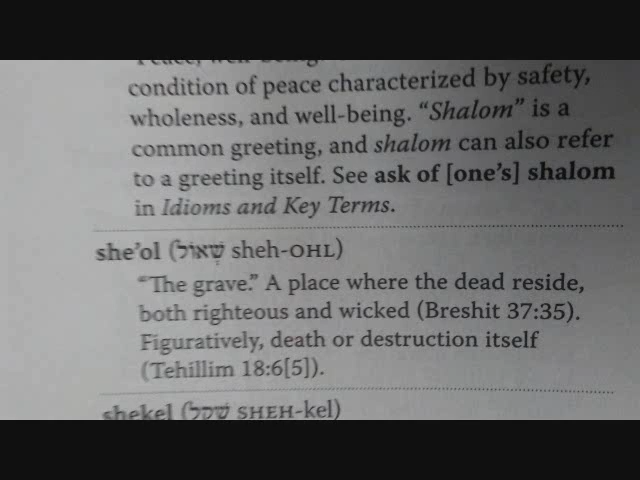 condition of peace characterized by safety,
wholeness, and well-being. “Shalom” is a
common greeting, and shalom can also refer
to a greeting itself. See ask of [one’s] shalom
in Idioms and Key Terms.
she’ol (שְׁאוֹל sheh-OHL)
“The grave.” A place where the dead reside,
both righteous and wicked (Breshit 37:35).
Figuratively, death or destruction itself
(Tehillim 18:6[5]).
shekel (שקל SHEH-kel)